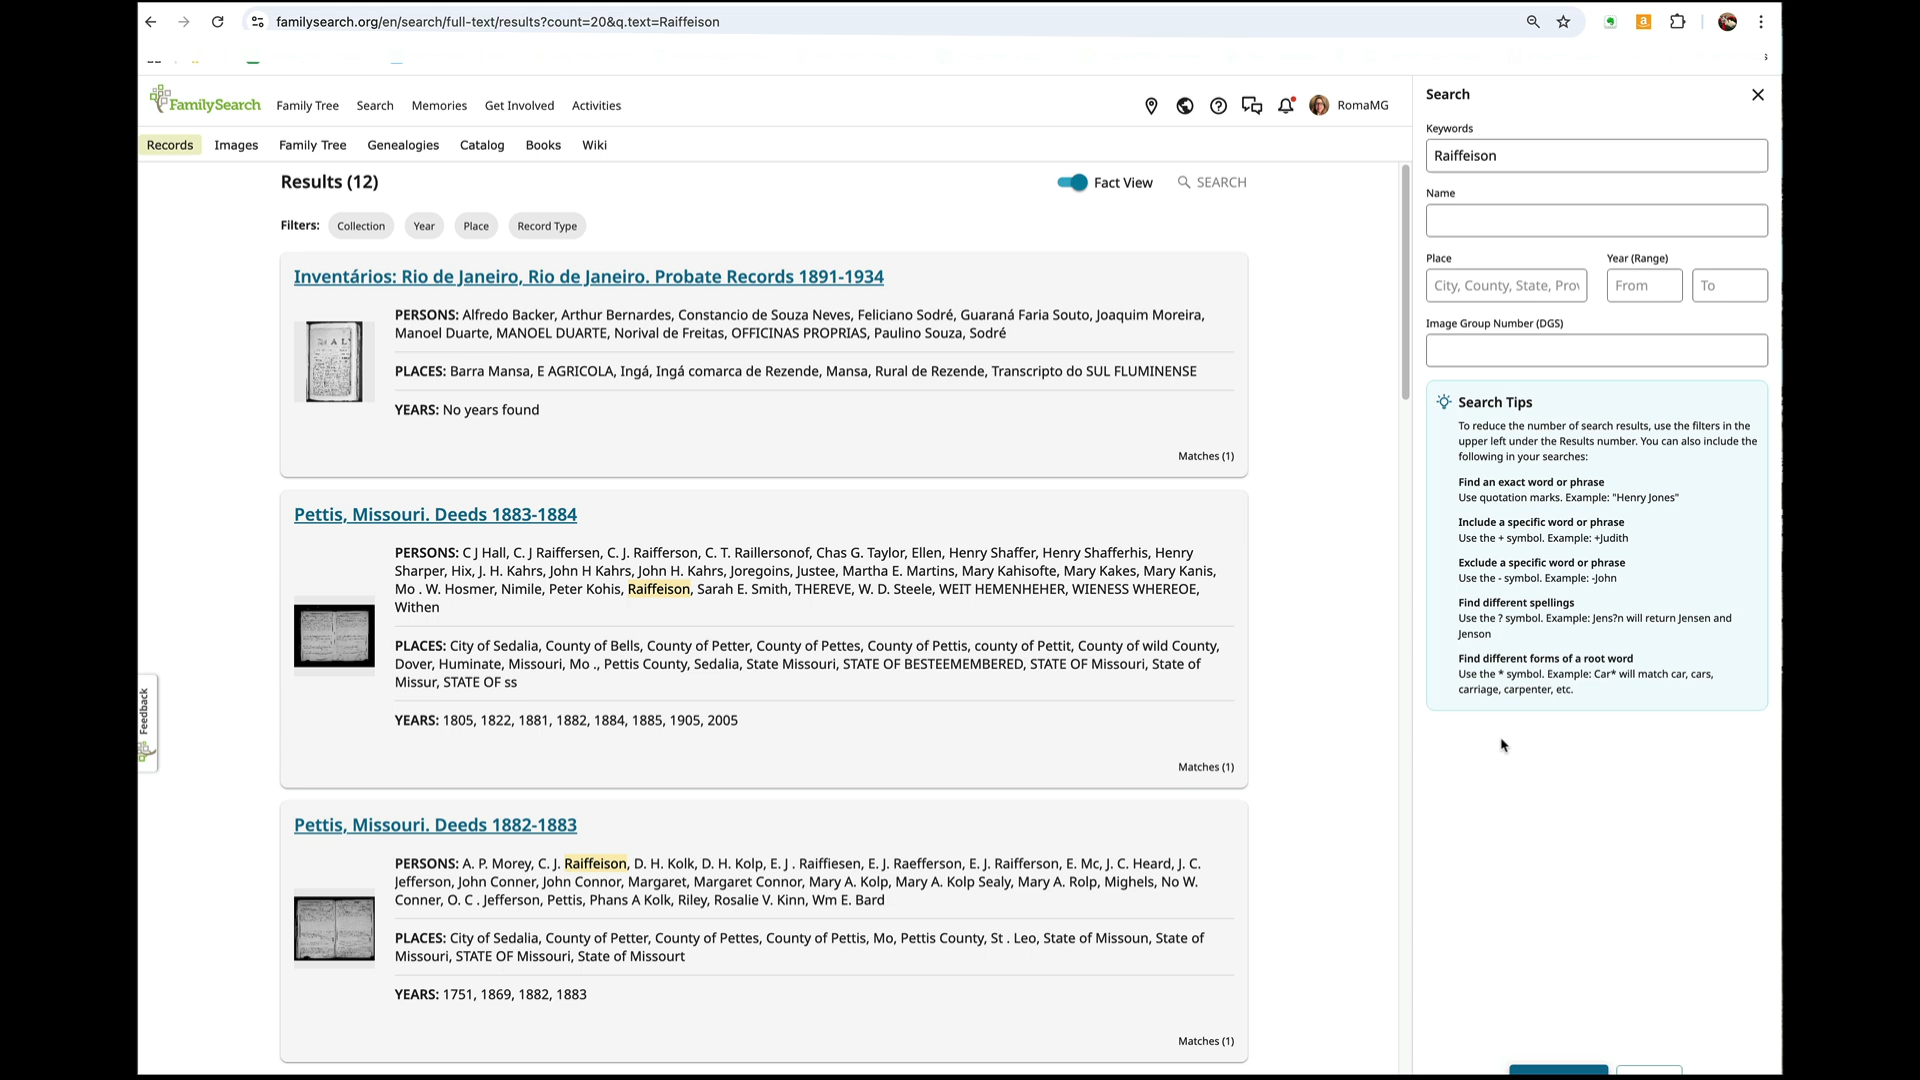 familysearch.org/en/search/full-text/results?count=20&q.text=Raiffeison
FamilySearch
Family Tree
Search
Memories
Get Involved
Activities
RomaMG
Records
Images
Family Tree
Genealogies
Catalog
Books
Wiki
Results (12)
Fact View
SEARCH
Filters:
Collection
Year
Place
Record Type
Inventários: Rio de Janeiro, Rio de Janeiro. Probate Records 1891-1934
PERSONS: Alfredo Backer, Arthur Bernardes, Constancio de Souza Neves, Feliciano Sodré, Guaraná Faria Souto, Joaquim Moreira,
Manoel Duarte, MANOEL DUARTE, Norival de Freitas, OFFICINAS PROPRIAS, Paulino Souza, Sodré
PLACES: Barra Mansa, E AGRICOLA, Ingá, Ingá comarca de Rezende, Mansa, Rural de Rezende, Transcripto do SUL FLUMINENSE
YEARS: No years found
Matches (1)
Pettis, Missouri. Deeds 1883-1884
PERSONS: C J Hall, C. J Raiffersen, C. J. Raifferson, C. T. Raillersonof, Chas G. Taylor, Ellen, Henry Shaffer, Henry Shafferhis, Henry
Sharper, Hix, J. H. Kahrs, John H Kahrs, John H. Kahrs, Joregoins, Justee, Martha E. Martins, Mary Kahisofte, Mary Kakes, Mary Kanis,
Mo . W. Hosmer, Nimile, Peter Kohis, Raiffeison, Sarah E. Smith, THEREVE, W. D. Steele, WEIT HEMENHEHER, WIENESS WHEREOE,
Withen
PLACES: City of Sedalia, County of Bells, County of Petter, County of Pettes, County of Pettis, county of Pettit, County of wild County,
Dover, Huminate, Missouri, Mo ., Pettis County, Sedalia, State Missouri, STATE OF BESTEEMEMBERED, STATE OF Missouri, State of
Missur, STATE OF ss
YEARS: 1805, 1822, 1881, 1882, 1884, 1885, 1905, 2005
Matches (1)
Pettis, Missouri. Deeds 1882-1883
PERSONS: A. P. Morey, C. J. Raiffeison, D. H. Kolk, D. H. Kolp, E. J . Raiffiesen, E. J. Raefferson, E. J. Raifferson, E. Mc, J. C. Heard, J. C.
Jefferson, John Conner, John Connor, Margaret, Margaret Connor, Mary A. Kolp, Mary A. Kolp Sealy, Mary A. Rolp, Mighels, No W.
Conner, O. C . Jefferson, Pettis, Phans A Kolk, Riley, Rosalie V. Kinn, Wm E. Bard
PLACES: City of Sedalia, County of Petter, County of Pettes, County of Pettis, Mo, Pettis County, St . Leo, State of Missoun, State of
Missouri, STATE OF Missouri, State of Missourt
YEARS: 1751, 1869, 1882, 1883
Matches (1)
Feedback
Search
Keywords
Raiffeison
Name
Place
Year (Range)
City, County, State, Prov
From
To
Image Group Number (DGS)
Search Tips
To reduce the number of search results, use the filters in the
upper left under the Results number. You can also include the
following in your searches:
Find an exact word or phrase
Use quotation marks. Example: "Henry Jones"
Include a specific word or phrase
Use the + symbol. Example: +Judith
Exclude a specific word or phrase
Use the - symbol. Example: -John
Find different spellings
Use the ? symbol. Example: Jens?n will return Jensen and
Jenson
Find different forms of a root word
Use the * symbol. Example: Car* will match car, cars,
carriage, carpenter, etc.